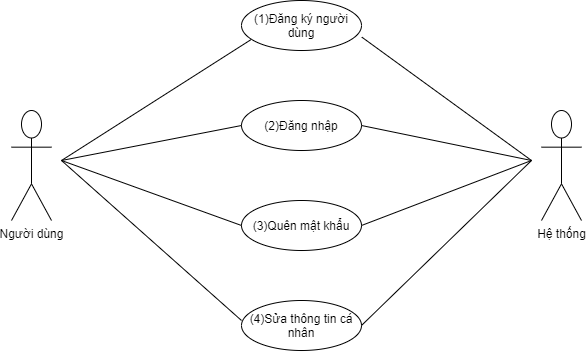 (1)Đăng ký người
dùng
(2)Đăng nhập
(3)Quên mật khẩu
(4)Sửa thông tin cá
nhân
Người dùng
Hệ thống